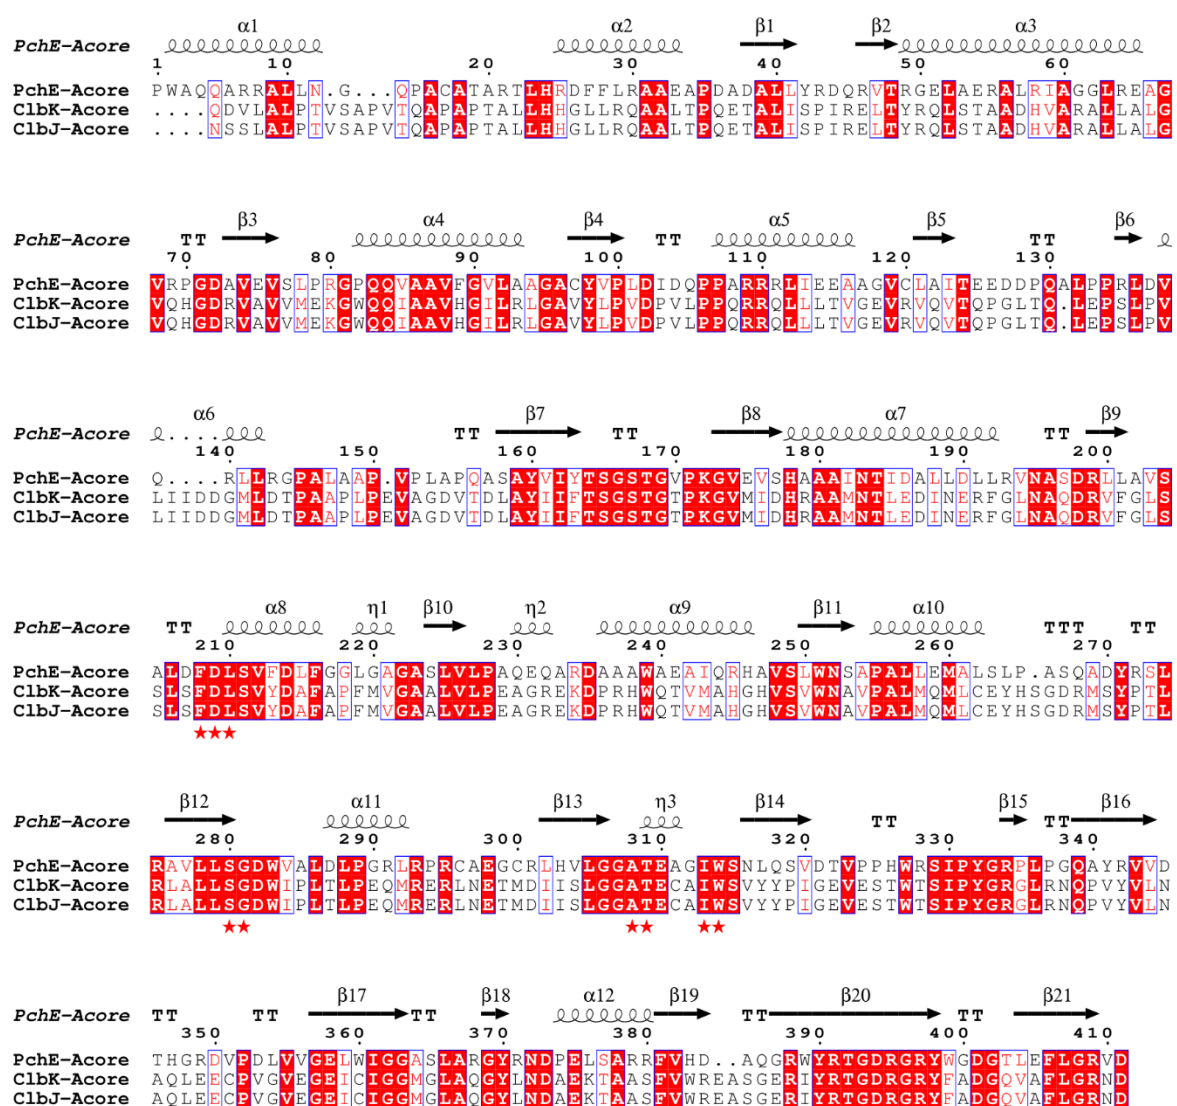 α1 α2 β1 β2 α3
PchE-Acore
1 10 20 30 40 50 60
PchE-Acore PWAQQARRALLN.G...QPACATARTLHRDFFLRAAEAPDADALLYRDQRVTRGELAERALRIAGGLREAG
ClbK-Acore ....QDVLALPTVSAPVTQAPAPTALLHHGLLRQAALTPQETALISPIRELTYRQLSTAADHVARALLALG
ClbJ-Acore ....NSSLALPTVSAPVTQAPAPTALLHHGLLRQAALTPQETALISPIRELTYRQLSTAADHVARALLALG
β3 α4 β4 α5 β5 β6
PchE-Acore TT TT TT
70 80 90 100 110 120 130
PchE-Acore VRPGDAVEVSLPRGPQQVAAVFGVLAAGACYVPLDIDQPPARRRLIEEAAGVCLAITEEDDPQALPPRLDV
ClbK-Acore VQHGDRVAVVMEKGWQQIAAVHGILRLGAVYLPVDPVLPPQRRQLLLTVGEVRVQVTQPGLTQ.LEPSLPV
ClbJ-Acore VQHGDRVAVVMEKGWQQIAAVHGILRLGAVYLPVDPVLPPQRRQLLLTVGEVRVQVTQPGLTQ.LEPSLPV
α6 β7 β8 α7 β9
PchE-Acore .... TT TT TT
140 150 160 170 180 190 200
PchE-Acore Q....RLLRGPALAAP.VPLAPQASAYVIYTSGSTGVPKGVEVSHAAAINTIDALLDLLRVNASDRLLAVS
ClbK-Acore LIIDDGMLDTPAAPLPEVAGDVTDLAYIIFTSGSTGTPKGVMIDHRAAMNTLEDINERFGLNAQDRVFGLS
ClbJ-Acore LIIDDGMLDTPAAPLPEVAGDVTDLAYIIFTSGSTGTPKGVMIDHRAAMNTLEDINERFGLNAQDRVFGLS
α8 η1 β10 η2 α9 β11 α10
PchE-Acore TT TTT TT
210 220 230 240 250 260 270
PchE-Acore ALDFDLSVFDLFGGLGAGASLVLPAQEQARDAAAWAEAIQRHAVSLWNSAPALLEMALSLP.ASQADYRSL
ClbK-Acore SLSFDLSVYDAFAPFMVGAALVLPEAGREKDPRHWQTVMAHGHVSVWNAVPALMQMLCEYHSGDRMSYPTL
ClbJ-Acore SLSFDLSVYDAFAPFMVGAALVLPEAGREKDPRHWQTVMAHGHVSVWNAVPALMQMLCEYHSGDRMSYPTL
β12 α11 β13 η3 β14 β15 β16
PchE-Acore TT TT
280 290 300 310 320 330 340
PchE-Acore RAVLLSGDWVALDLPGRLRPRCAEGCRLHVLGGATEAGIWSNLQSVDTVPPHWRSIPYGRPLPGQAYRVVD
ClbK-Acore RLALLSGDWIPLTLPEQMRERLNETMDIISLGGATECAIWSVYYPIGEVESTWTSIPYGRGLRNQPVYVLN
ClbJ-Acore RLALLSGDWIPLTLPEQMRERLNETMDIISLGGATECAIWSVYYPIGEVESTWTSIPYGRGLRNQPVYVLN
β17 β18 α12 β19 β20 β21
PchE-Acore TT TT TT TT TT
350 360 370 380 390 400 410
PchE-Acore THGRDVPDLVVGELWIGGASLARGYRNDPELSARRFVHD..AQGRWYRTGDRGRYWGDGTLEFLGRVD
ClbK-Acore AQLEECPVGVEGEICIGGMGLAQGYLNDAEKTAASFVWREASGERIYRTGDRGRYFADGQVAFLGRND
ClbJ-Acore AQLEECPVGVEGEICIGGMGLAQGYLNDAEKTAASFVWREASGERIYRTGDRGRYFADGQVAFLGRND